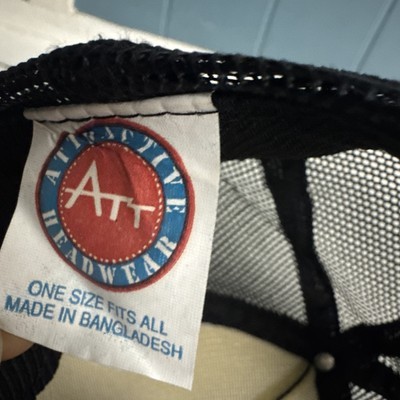 ATTRACTIVE
ATT
HEADWEAR
ONE SIZE FITS ALL
MADE IN BANGLADESH